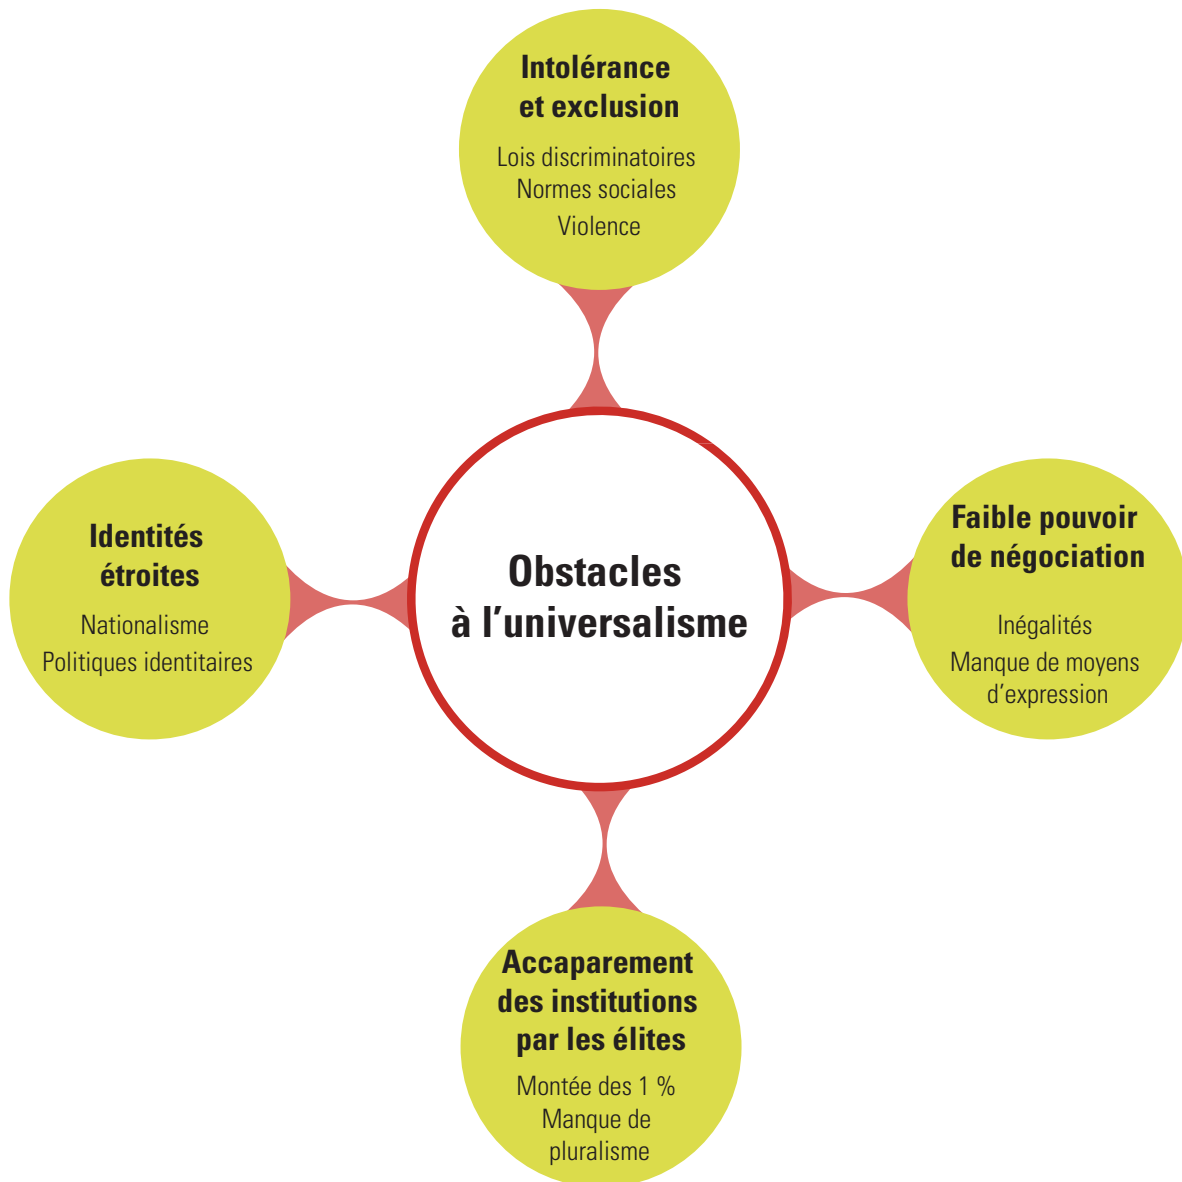 Intolérance
et exclusion
Lois discriminatoires
Normes sociales
Violence
Identités
étroites
Nationalisme
Politiques identitaires
Obstacles
à l’universalisme
Faible pouvoir
de négociation
Inégalités
Manque de moyens
d’expression
Accaparement
des institutions
par les élites
Montée des 1 %
Manque de
pluralisme